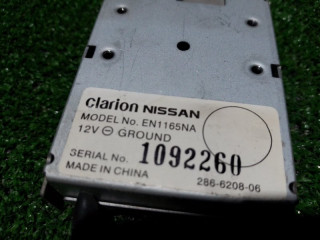 clarion NISSAN
MODEL No. EN1165NA
12V ⊖ GROUND
SERIAL No. 1092260
MADE IN CHINA
286-6208-06